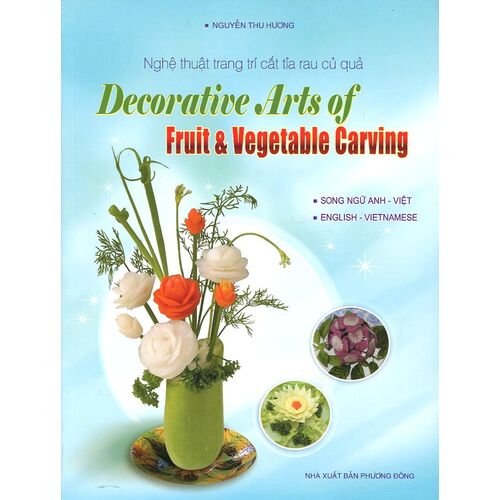 NGUYỄN THU HƯƠNG
Nghệ thuật trang trí cắt tỉa rau củ quả
Decorative Arts of
Fruit & Vegetable Carving
SONG NGỮ ANH - VIỆT
ENGLISH - VIETNAMESE
NHÀ XUẤT BẢN PHƯƠNG ĐÔNG